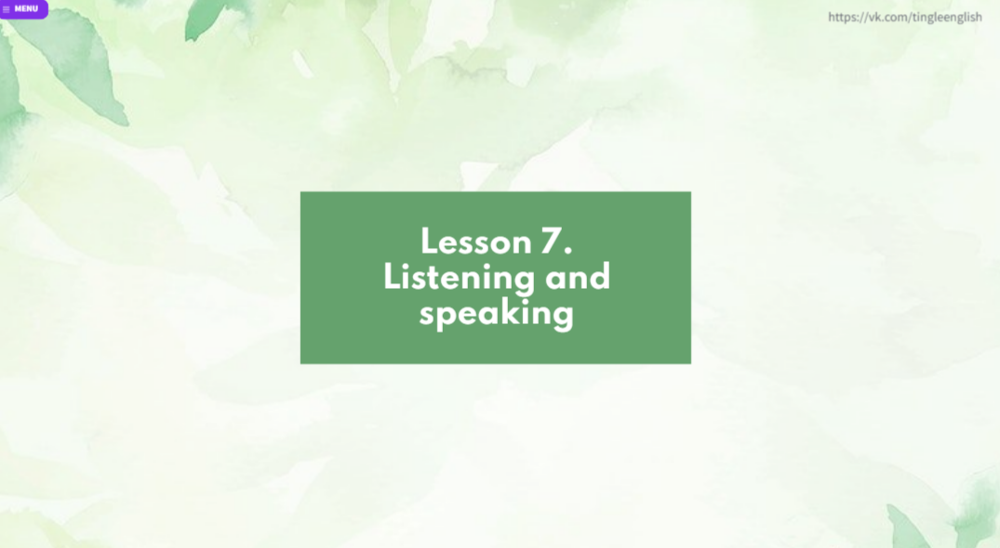 MENU
https://vk.com/tingleenglish
Lesson 7.
Listening and
speaking